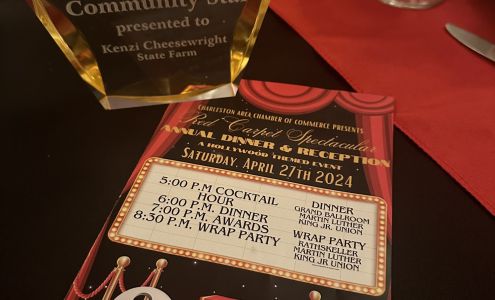 Community Star
presented to
Kenzi Cheesewright
State Farm
CHARLESTON AREA CHAMBER OF COMMERCE PRESENTS
Red Carpet Spectacular
ANNUAL DINNER & RECEPTION
A HOLLYWOOD THEMED EVENT
SATURDAY, APRIL 27TH 2024
5:00 P.M COCKTAIL
HOUR
6:00 P.M. DINNER
7:00 P.M. AWARDS
8:30 P.M. WRAP PARTY
DINNER
GRAND BALLROOM
MARTIN LUTHER
KING JR. UNION
WRAP PARTY
RATHSKELLER
MARTIN LUTHER
KING JR UNION